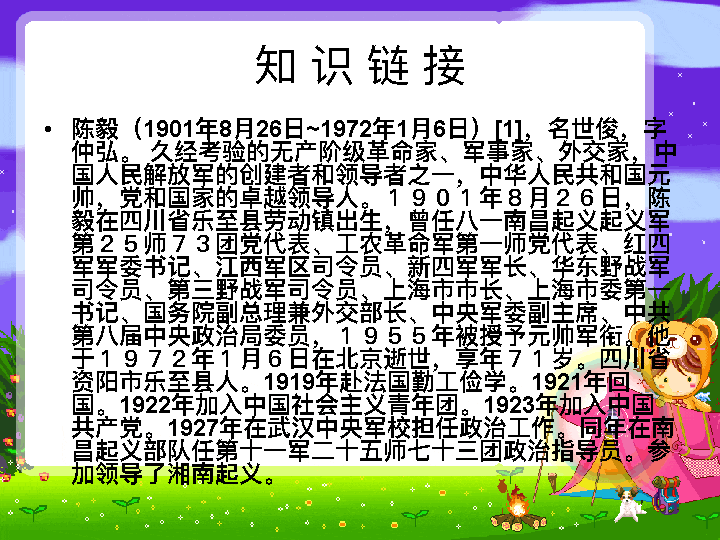 知识链接
• 陈毅（1901年8月26日~1972年1月6日）[1]，名世俊，字
仲弘。 久经考验的无产阶级革命家、军事家、外交家，中
国人民解放军的创建者和领导者之一，中华人民共和国元
帅，党和国家的卓越领导人。１９０１年８月２６日，陈
毅在四川省乐至县劳动镇出生，曾任八一南昌起义起义军
第２５师７３团党代表、工农革命军第一师党代表、红四
军军委书记、江西军区司令员、新四军军长、华东野战军
司令员、第三野战军司令员、上海市市长、上海市委第一
书记、国务院副总理兼外交部长、中央军委副主席、中共
第八届中央政治局委员，１９５５年被授予元帅军衔。他
于１９７２年１月６日在北京逝世，享年７１岁。四川省
资阳市乐至县人。1919年赴法国勤工俭学。1921年回
国。1922年加入中国社会主义青年团。1923年加入中国
共产党。1927年在武汉中央军校担任政治工作。同年在南
昌起义部队任第十一军二十五师七十三团政治指导员。参
加领导了湘南起义。